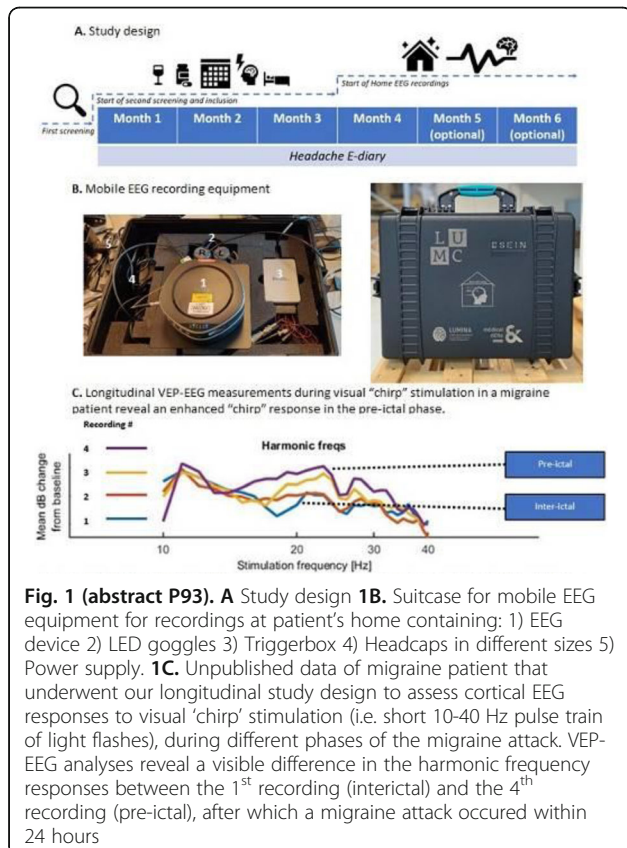 A. Study design
Start of Home EEG recordings
Start of second screening and inclusion
First screening
Month 1 Month 2 Month 3 Month 4 Month 5 (optional) Month 6 (optional)
Headache E-diary
B. Mobile EEG recording equipment
5 4 2 R L 1 3
L U
M C
ESEIN
LUMINA
medical
&
C. Longitudinal VEP-EEG measurements during visual "chirp" stimulation in a migraine
patient reveal an enhanced "chirp" response in the pre-ictal phase.
Recording #
Harmonic freqs
4
3
2
1
Mean dB change
from baseline
Pre-ictal
Inter-ictal
10 20 30 40
Stimulation frequency [Hz]
Fig. 1 (abstract P93). A Study design 1B. Suitcase for mobile EEG
equipment for recordings at patient's home containing: 1) EEG
device 2) LED goggles 3) Triggerbox 4) Headcaps in different sizes 5)
Power supply. 1C. Unpublished data of migraine patient that
underwent our longitudinal study design to assess cortical EEG
responses to visual 'chirp' stimulation (i.e. short 10-40 Hz pulse train
of light flashes), during different phases of the migraine attack. VEP-
EEG analyses reveal a visible difference in the harmonic frequency
responses between the 1st recording (interictal) and the 4th
recording (pre-ictal), after which a migraine attack occured within
24 hours